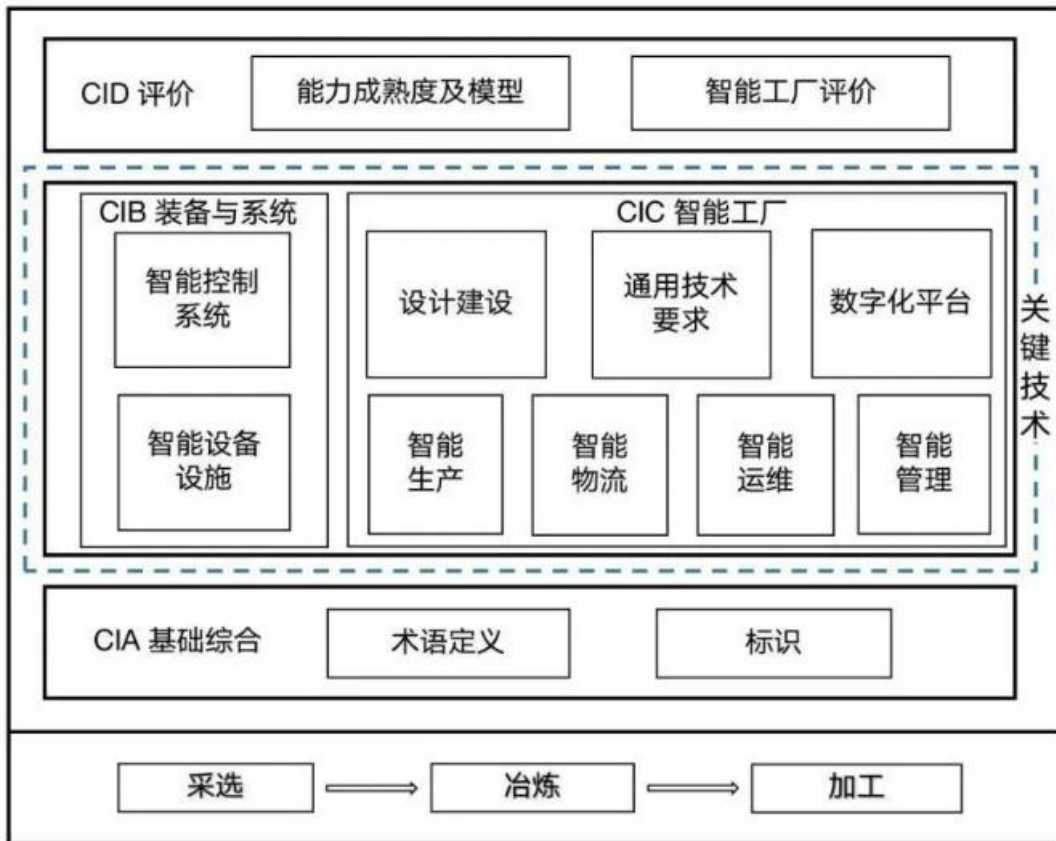 CID 评价
能力成熟度及模型
智能工厂评价
CIB 装备与系统
智能控制
系统
智能设备
设施
CIC 智能工厂
设计建设
通用技术
要求
数字化平台
智能
生产
智能
物流
智能
运维
智能
管理
关
键
技
术
CIA 基础综合
术语定义
标识
采选
冶炼
加工